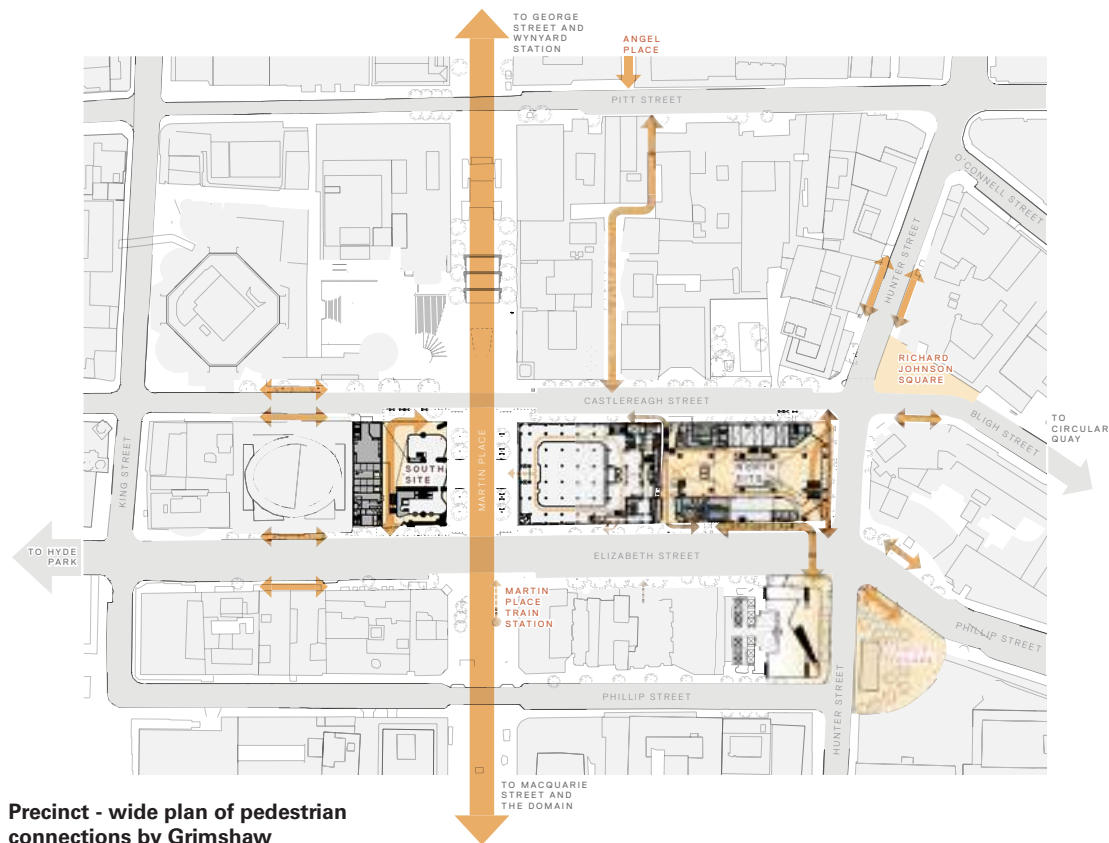 TO GEORGE
STREET AND
WYNYARD
STATION
ANGEL
PLACE
PITT STREET
O'CONNELL STREET
HUNTER STREET
RICHARD
JOHNSON
SQUARE
CASTLEREAGH STREET
BLIGH STREET
TO
CIRCULAR
QUAY
KING STREET
SOUTH
SITE
MARTIN PLACE
NORTH
SITE
TO HYDE
PARK
ELIZABETH STREET
MARTIN
PLACE
TRAIN
STATION
PHILLIP STREET
PHILLIP STREET
HUNTER STREET
TO MACQUARIE
STREET AND
THE DOMAIN
Precinct - wide plan of pedestrian
connections by Grimshaw